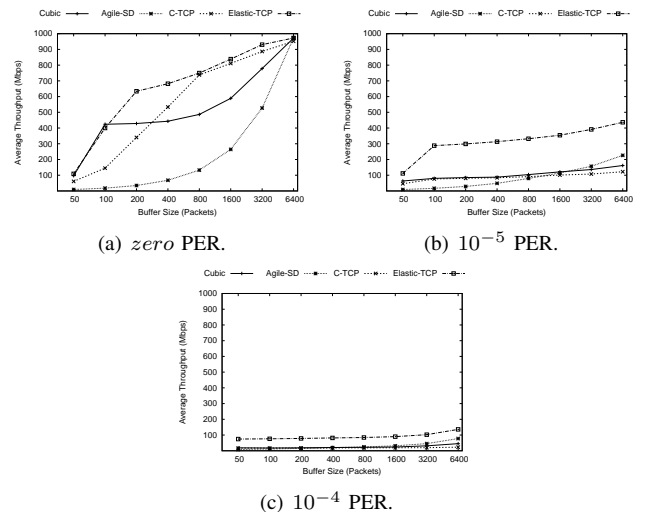 Cubic Agile-SD C-TCP Elastic-TCP
Average Throughput (Mbps)
1000
900
800
700
600
500
400
300
200
100
50 100 200 400 800 1600 3200 6400
Buffer Size (Packets)
(a) zero PER.
Cubic Agile-SD C-TCP Elastic-TCP
Average Throughput (Mbps)
1000
900
800
700
600
500
400
300
200
100
50 100 200 400 800 1600 3200 6400
Buffer Size (Packets)
(b) 10⁻⁵ PER.
Cubic Agile-SD C-TCP Elastic-TCP
Average Throughput (Mbps)
1000
900
800
700
600
500
400
300
200
100
50 100 200 400 800 1600 3200 6400
Buffer Size (Packets)
(c) 10⁻⁴ PER.